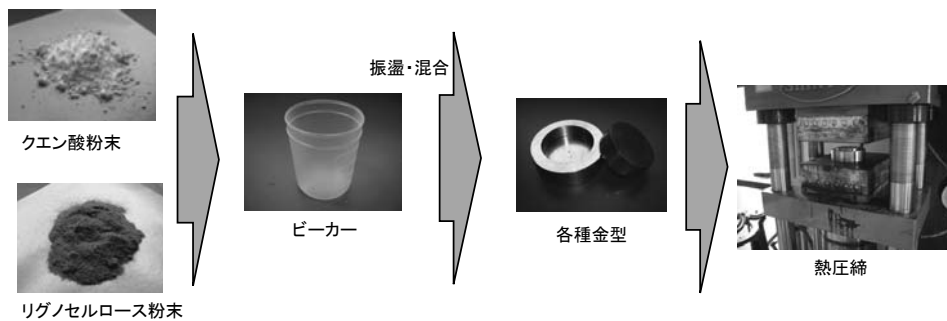 クエン酸粉末
リグノセルロース粉末
ビーカー
振盪・混合
各種金型
熱圧締